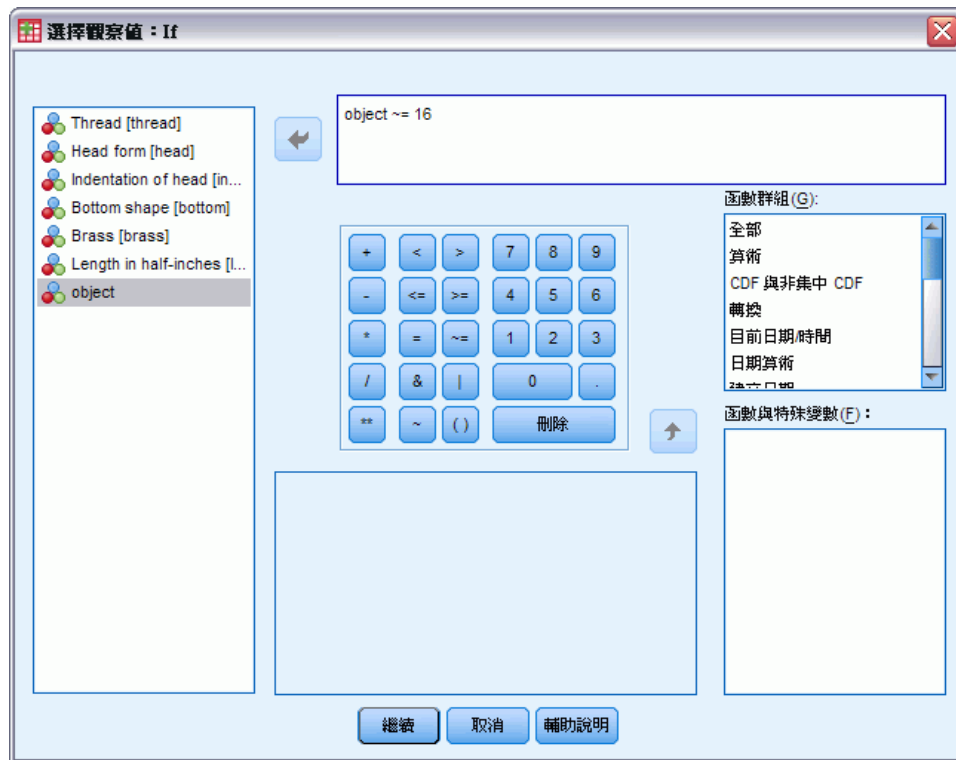 選擇觀察值：If
Thread [thread]
Head form [head]
Indentation of head [in...
Bottom shape [bottom]
Brass [brass]
Length in half-inches [l...
object
object ~= 16
+ < > 7 8 9
- <= >= 4 5 6
* = ~= 1 2 3
/ & | 0 .
** ~ ( ) 刪除
函數群組(G):
全部
算術
CDF 與非集中 CDF
轉換
目前日期/時間
日期算術
建立日期
函數與特殊變數(F)：
繼續 取消 輔助說明